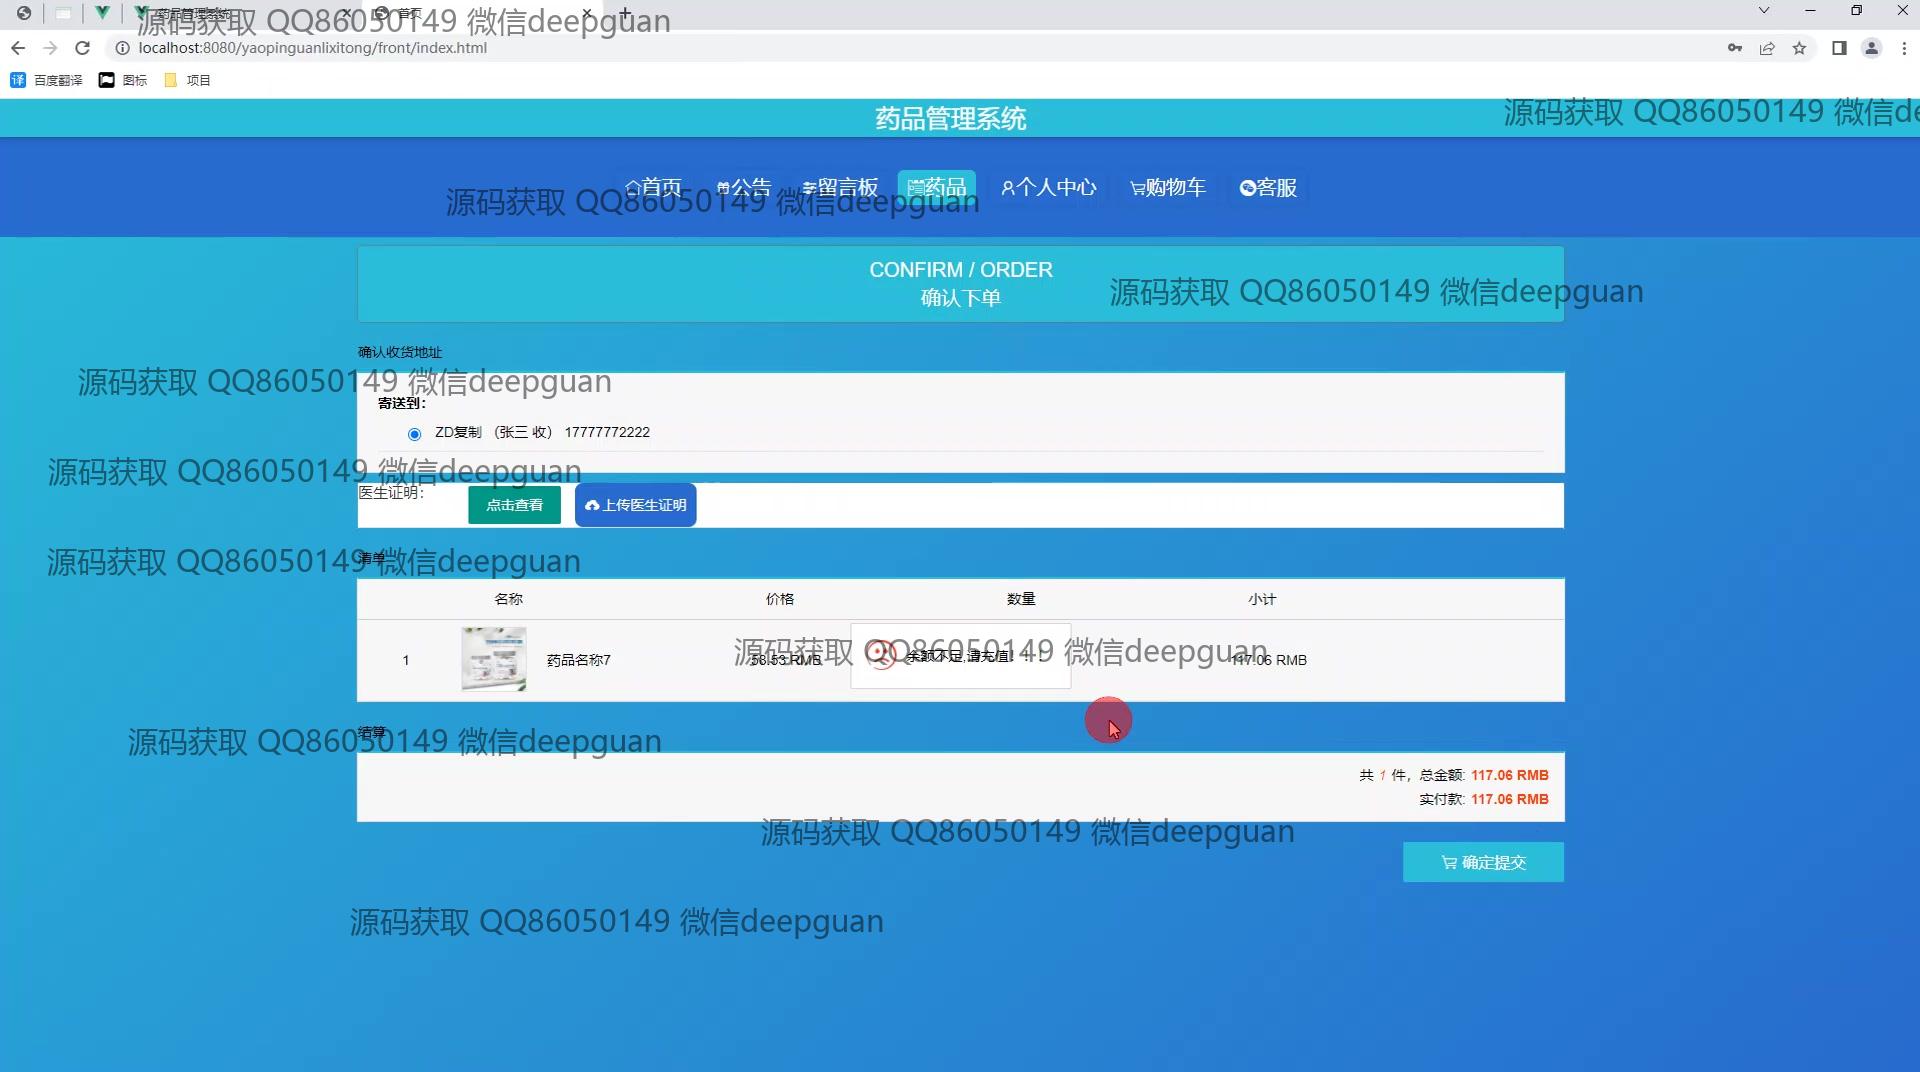 药品管理系统
首页
源码获取 QQ86050149 微信deepguan
localhost:8080/yaopinguanlixitong/front/index.html
百度翻译
图标
项目
药品管理系统
源码获取 QQ86050149 微信de
首页
公告
留言板
药品
个人中心
购物车
客服
源码获取 QQ86050149 微信deepguan
CONFIRM / ORDER
确认下单
源码获取 QQ86050149 微信deepguan
确认收货地址
源码获取 QQ86050149 微信deepguan
寄送到：
ZD复制 （张三 收） 17777772222
源码获取 QQ86050149 微信deepguan
医生证明：
点击查看
上传医生证明
清单
源码获取 QQ86050149 微信deepguan
名称 价格 数量 小计
1 药品名称7 58.53 RMB 117.06 RMB
余额不足,请充值！！！
源码获取 QQ86050149 微信deepguan
结算
源码获取 QQ86050149 微信deepguan
共 1 件，总金额: 117.06 RMB
实付款: 117.06 RMB
源码获取 QQ86050149 微信deepguan
确定提交
源码获取 QQ86050149 微信deepguan